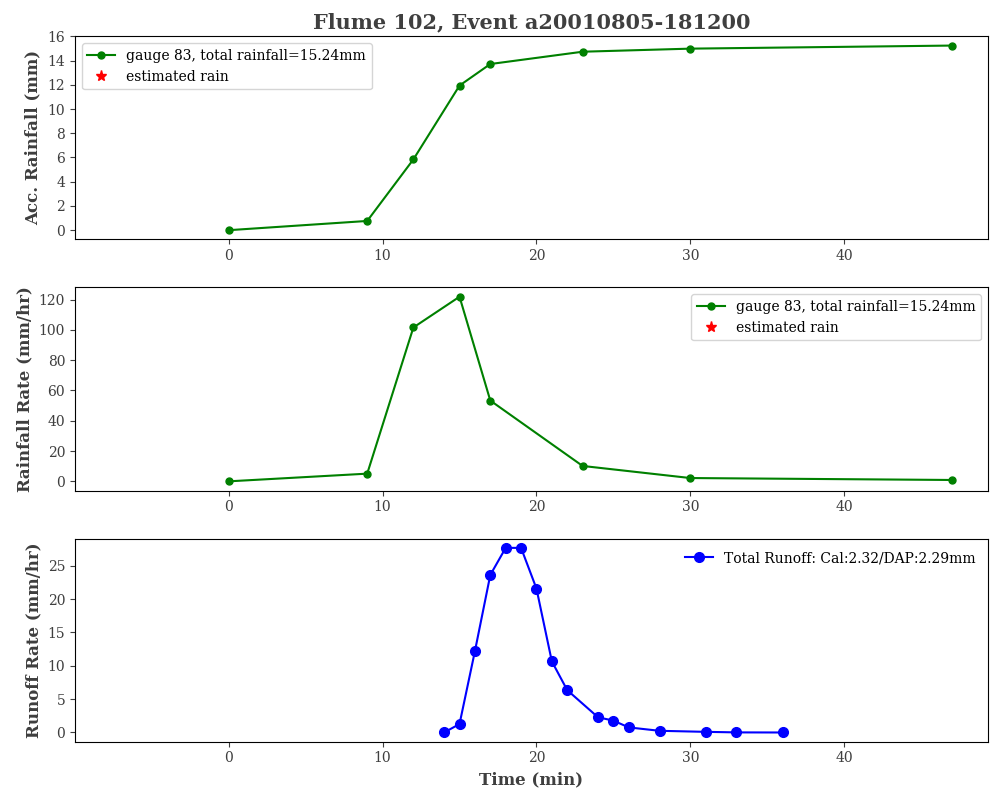 Flume 102, Event a20010805-181200
Acc. Rainfall (mm)
16
14
12
10
8
6
4
2
0
gauge 83, total rainfall=15.24mm
estimated rain
0 10 20 30 40
Rainfall Rate (mm/hr)
120
100
80
60
40
20
0
gauge 83, total rainfall=15.24mm
estimated rain
0 10 20 30 40
Runoff Rate (mm/hr)
25
20
15
10
5
0
Total Runoff: Cal:2.32/DAP:2.29mm
0 10 20 30 40
Time (min)